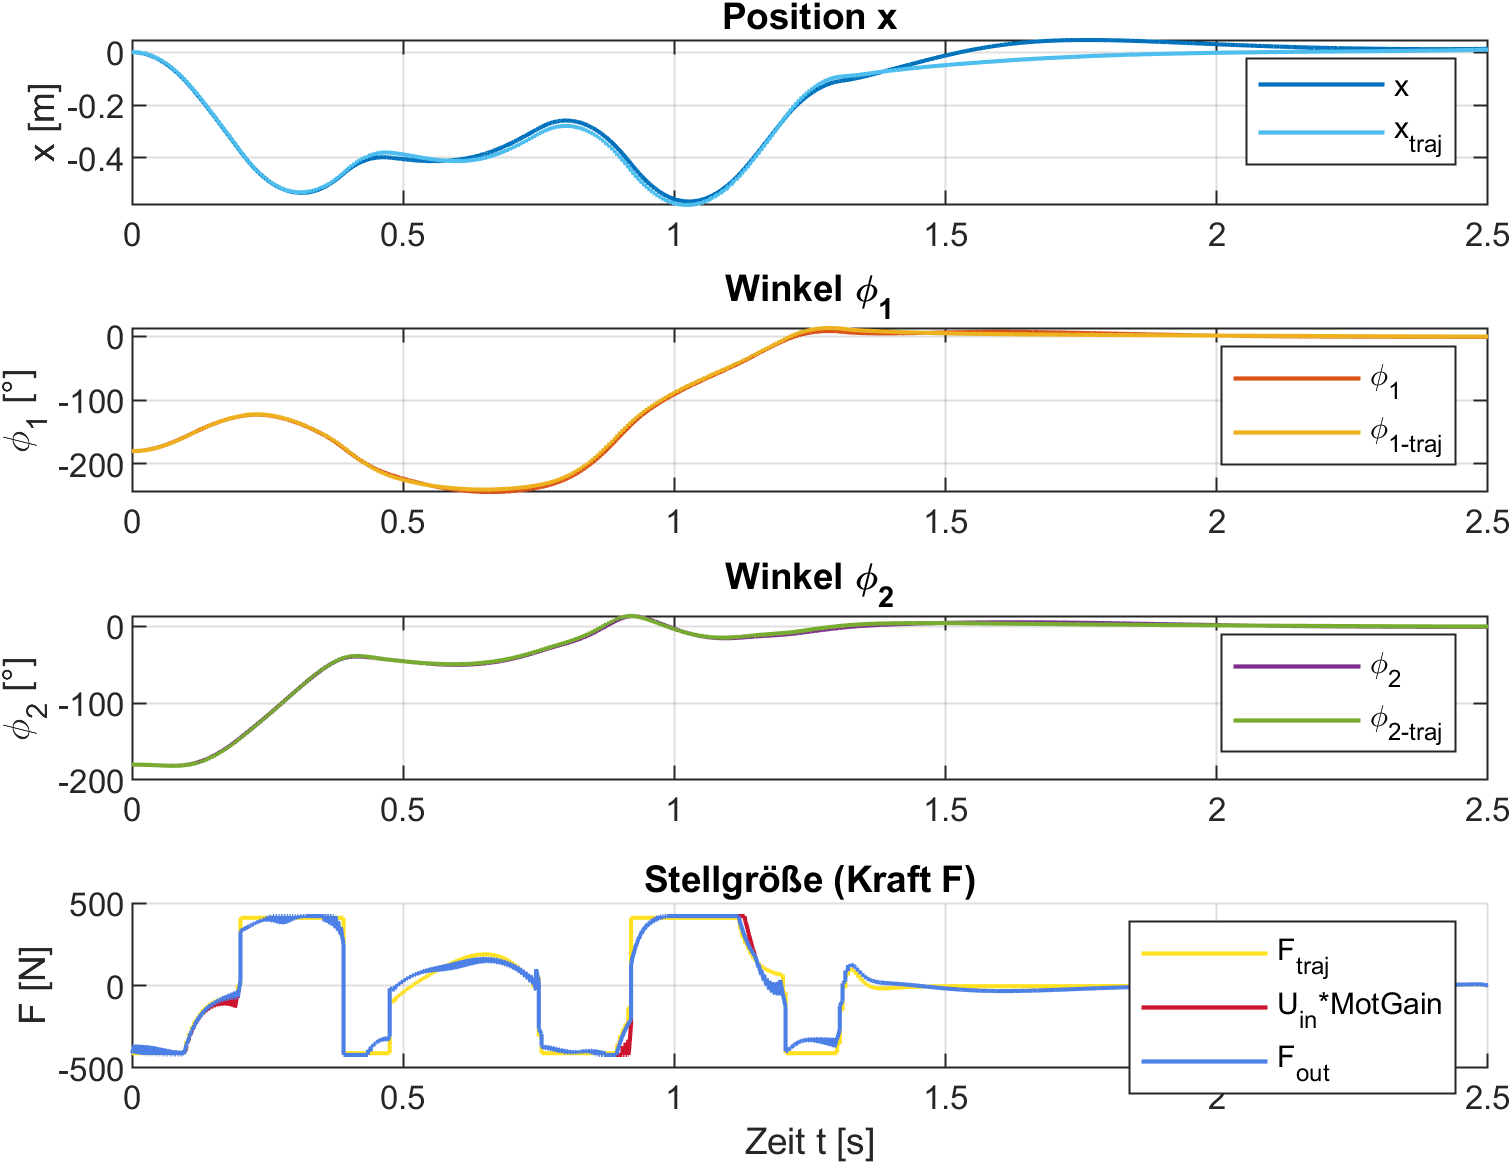 Position x
x [m]
0
-0.2
-0.4
x
x_traj
0 0.5 1 1.5 2 2.5
Winkel ϕ_1
ϕ_1 [°]
0
-100
-200
ϕ_1
ϕ_1-traj
0 0.5 1 1.5 2 2.5
Winkel ϕ_2
ϕ_2 [°]
0
-100
-200
ϕ_2
ϕ_2-traj
0 0.5 1 1.5 2 2.5
Stellgröße (Kraft F)
F [N]
500
0
-500
F_traj
U_in*MotGain
F_out
0 0.5 1 1.5 2 2.5
Zeit t [s]